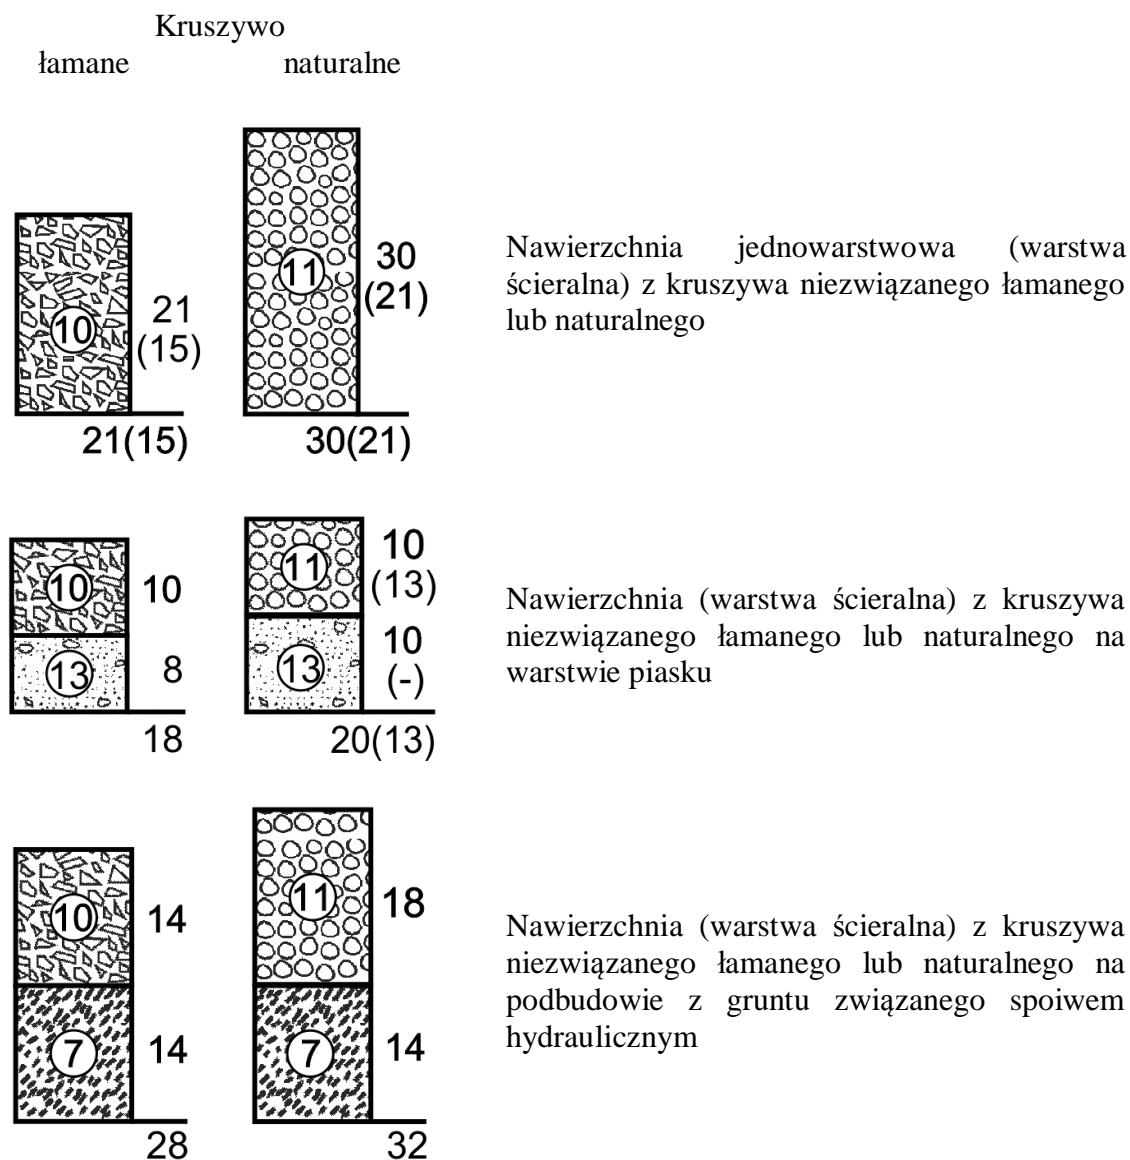 Kruszywo
łamane naturalne
10
21
(15)
21(15)
11
30
(21)
30(21)
Nawierzchnia jednowarstwowa (warstwa
ścieralna) z kruszywa niezwiązanego łamanego
lub naturalnego
10
10
13
8
18
11
10
(13)
13
10
(-)
20(13)
Nawierzchnia (warstwa ścieralna) z kruszywa
niezwiązanego łamanego lub naturalnego na
warstwie piasku
10
14
7
14
28
11
18
7
14
32
Nawierzchnia (warstwa ścieralna) z kruszywa
niezwiązanego łamanego lub naturalnego na
podbudowie z gruntu związanego spoiwem
hydraulicznym